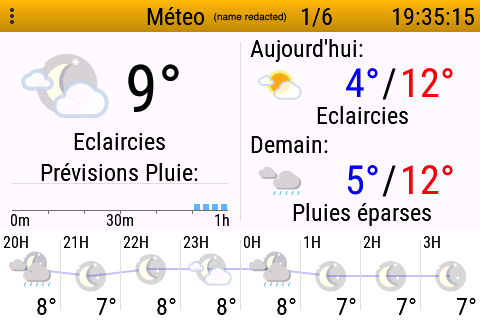 Méteo (name redacted) 1/6 19:35:15
9°
Eclaircies
Prévisions Pluie:
0m 30m 1h
Aujourd'hui:
4°/12°
Eclaircies
Demain:
5°/12°
Pluies éparses
20H 21H 22H 23H 0H 1H 2H 3H
8° 7° 8° 8° 8° 7° 7° 7°